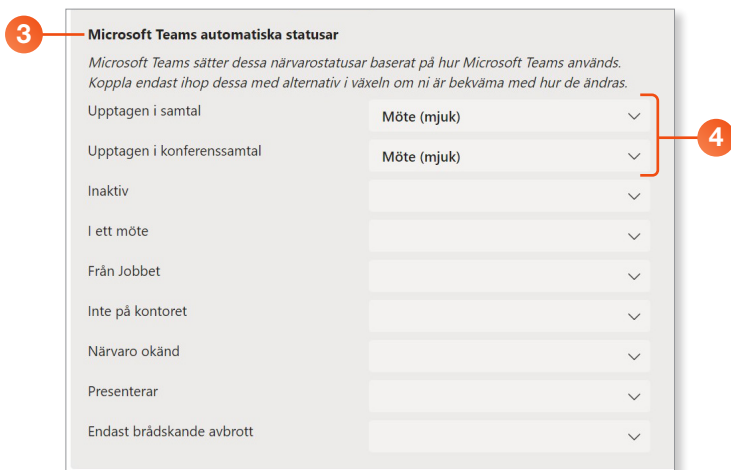 3
Microsoft Teams automatiska statusar
Microsoft Teams sätter dessa närvarostatusar baserat på hur Microsoft Teams används.
Koppla endast ihop dessa med alternativ i växeln om ni är bekväma med hur de ändras.
Upptagen i samtal
Möte (mjuk)
Upptagen i konferenssamtal
Möte (mjuk)
4
Inaktiv
I ett möte
Från Jobbet
Inte på kontoret
Närvaro okänd
Presenterar
Endast brådskande avbrott